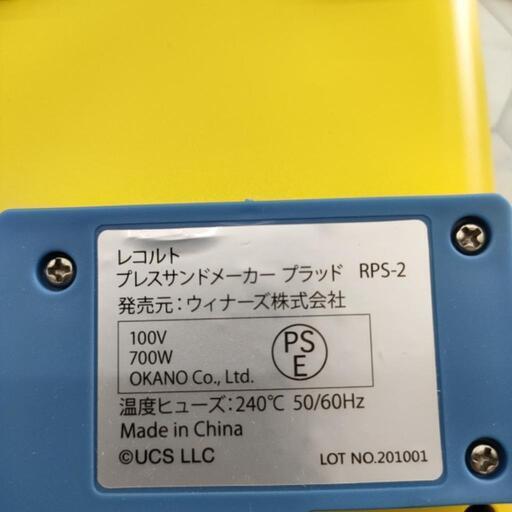 レコルト
プレスサンドメーカー プラッド RPS-2
発売元:ウィナーズ株式会社
100V
700W
OKANO Co., Ltd.
PS
E
温度ヒューズ:240℃ 50/60Hz
Made in China
©UCS LLC
LOT NO.201001